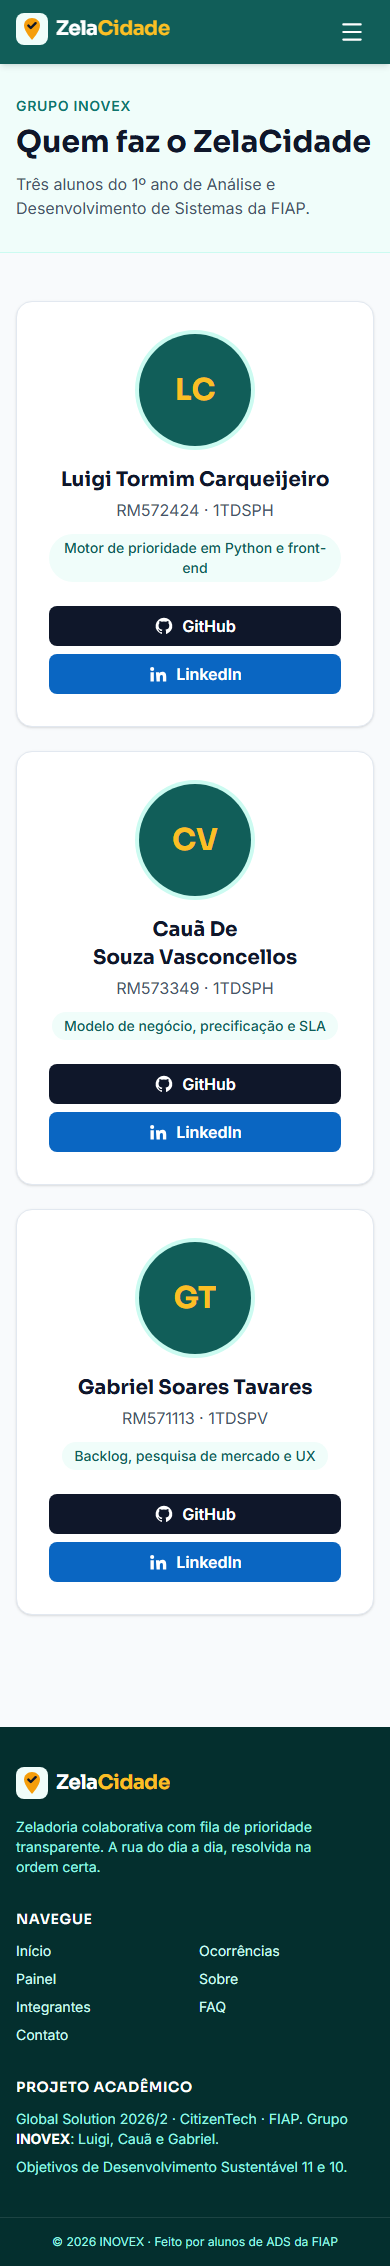 ZelaCidade
GRUPO INOVEX
Quem faz o ZelaCidade
Três alunos do 1º ano de Análise e
Desenvolvimento de Sistemas da FIAP.
LC
Luigi Tormim Carqueijeiro
RM572424 · 1TDSPH
Motor de prioridade em Python e front-
end
GitHub
LinkedIn
CV
Cauã De
Souza Vasconcellos
RM573349 · 1TDSPH
Modelo de negócio, precificação e SLA
GitHub
LinkedIn
GT
Gabriel Soares Tavares
RM571113 · 1TDSPV
Backlog, pesquisa de mercado e UX
GitHub
LinkedIn
ZelaCidade
Zeladoria colaborativa com fila de prioridade
transparente. A rua do dia a dia, resolvida na
ordem certa.
NAVEGUE
Início
Ocorrências
Painel
Sobre
Integrantes
FAQ
Contato
PROJETO ACADÊMICO
Global Solution 2026/2 · CitizenTech · FIAP. Grupo
INOVEX: Luigi, Cauã e Gabriel.
Objetivos de Desenvolvimento Sustentável 11 e 10.
© 2026 INOVEX · Feito por alunos de ADS da FIAP